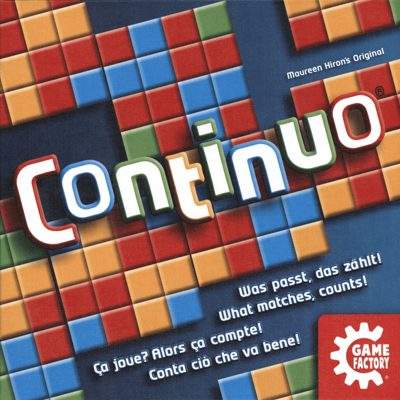 Maureen Hiron's Original
Continuo®
Was passt, das zählt!
What matches, counts!
Ça joue? Alors ça compte!
Conta ciò che va bene!
GAME
FACTORY